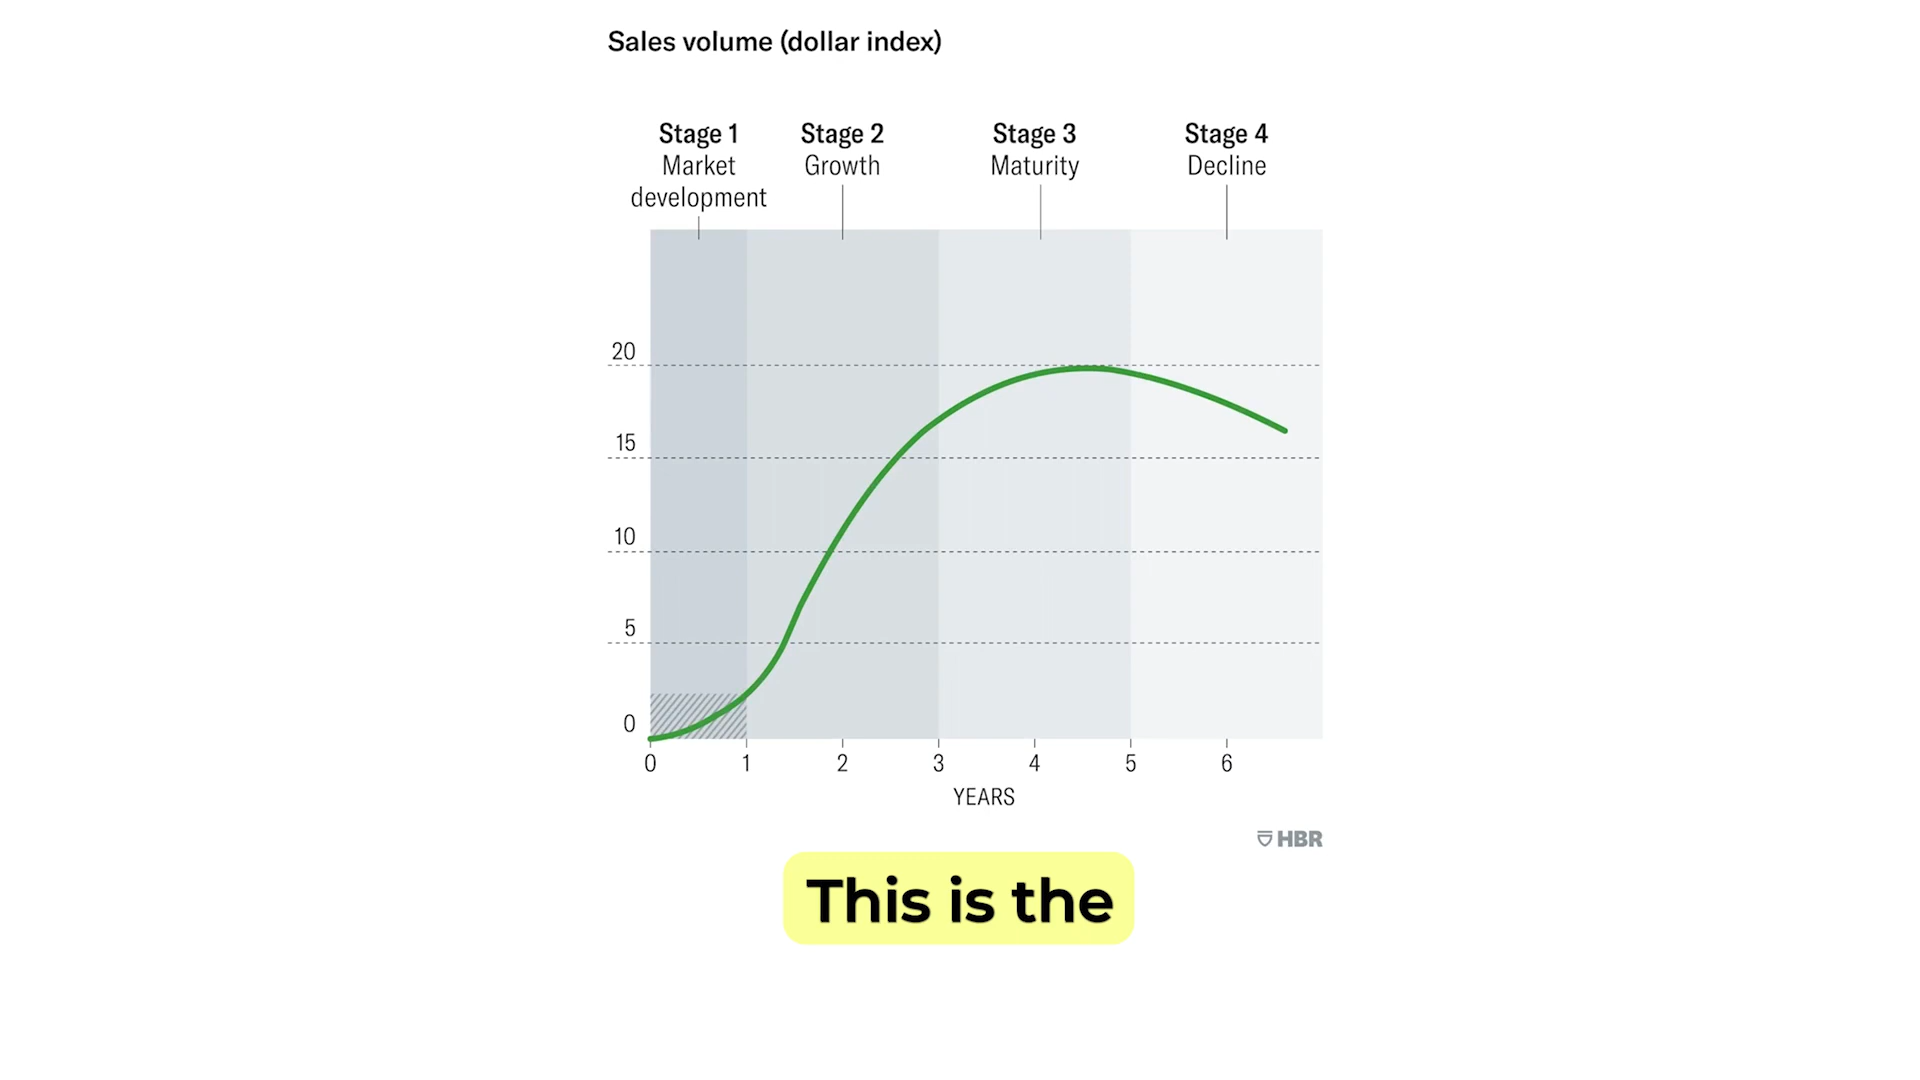 Sales volume (dollar index)
Stage 1
Market
development
Stage 2
Growth
Stage 3
Maturity
Stage 4
Decline
20
15
10
5
0
0 1 2 3 4 5 6
YEARS
HBR
This is the